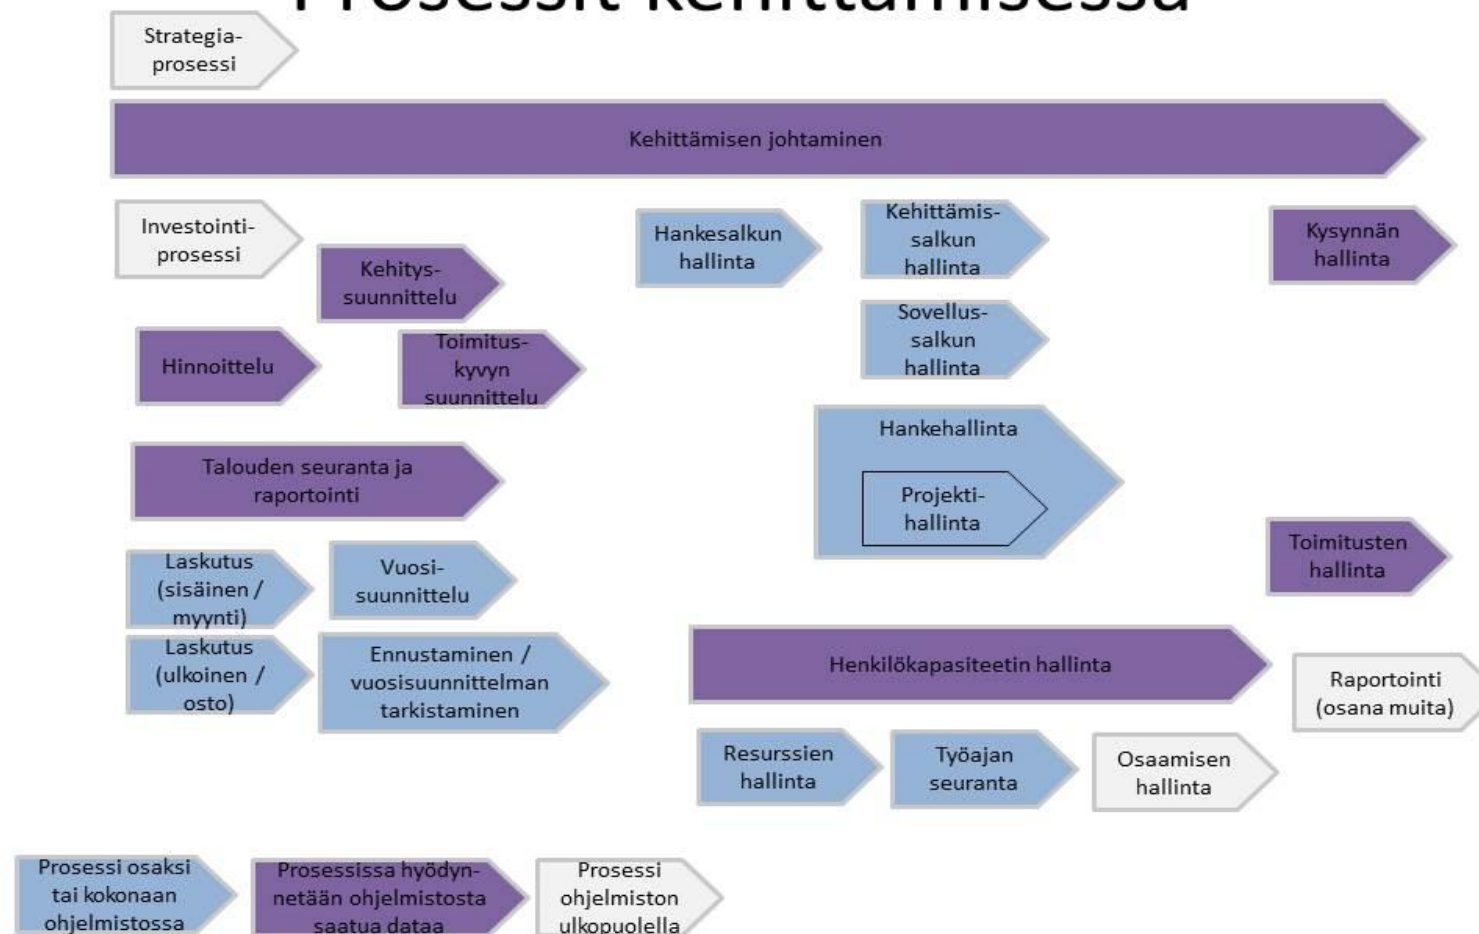 Prosessit kehittämisessä
Strategia-
prosessi
Kehittämisen johtaminen
Investointi-
prosessi
Kehitys-
suunnittelu
Hankesalkun
hallinta
Kehittämis-
salkun
hallinta
Kysynnän
hallinta
Hinnoittelu
Toimitus-
kyvyn
suunnittelu
Sovellus-
salkun
hallinta
Hankehallinta
Projekti-
hallinta
Talouden seuranta ja
raportointi
Toimitusten
hallinta
Laskutus
(sisäinen /
myynti)
Vuosi-
suunnittelu
Laskutus
(ulkoinen /
osto)
Ennustaminen /
vuosisuunnittelman
tarkistaminen
Henkilökapasiteetin hallinta
Raportointi
(osana muita)
Resurssien
hallinta
Työajan
seuranta
Osaamisen
hallinta
Prosessi osaksi
tai kokonaan
ohjelmistossa
Prosessissa hyödyn-
netään ohjelmistosta
saatua dataa
Prosessi
ohjelmiston
ulkopuolella